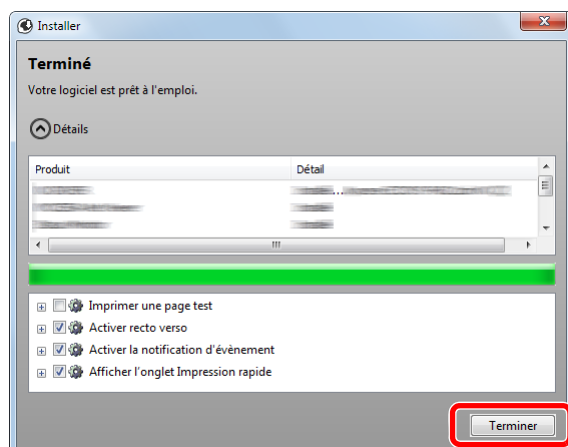 Installer
Terminé
Votre logiciel est prêt à l'emploi.
Détails
Produit Détail
Imprimer une page test
Activer recto verso
Activer la notification d'évènement
Afficher l'onglet Impression rapide
Terminer